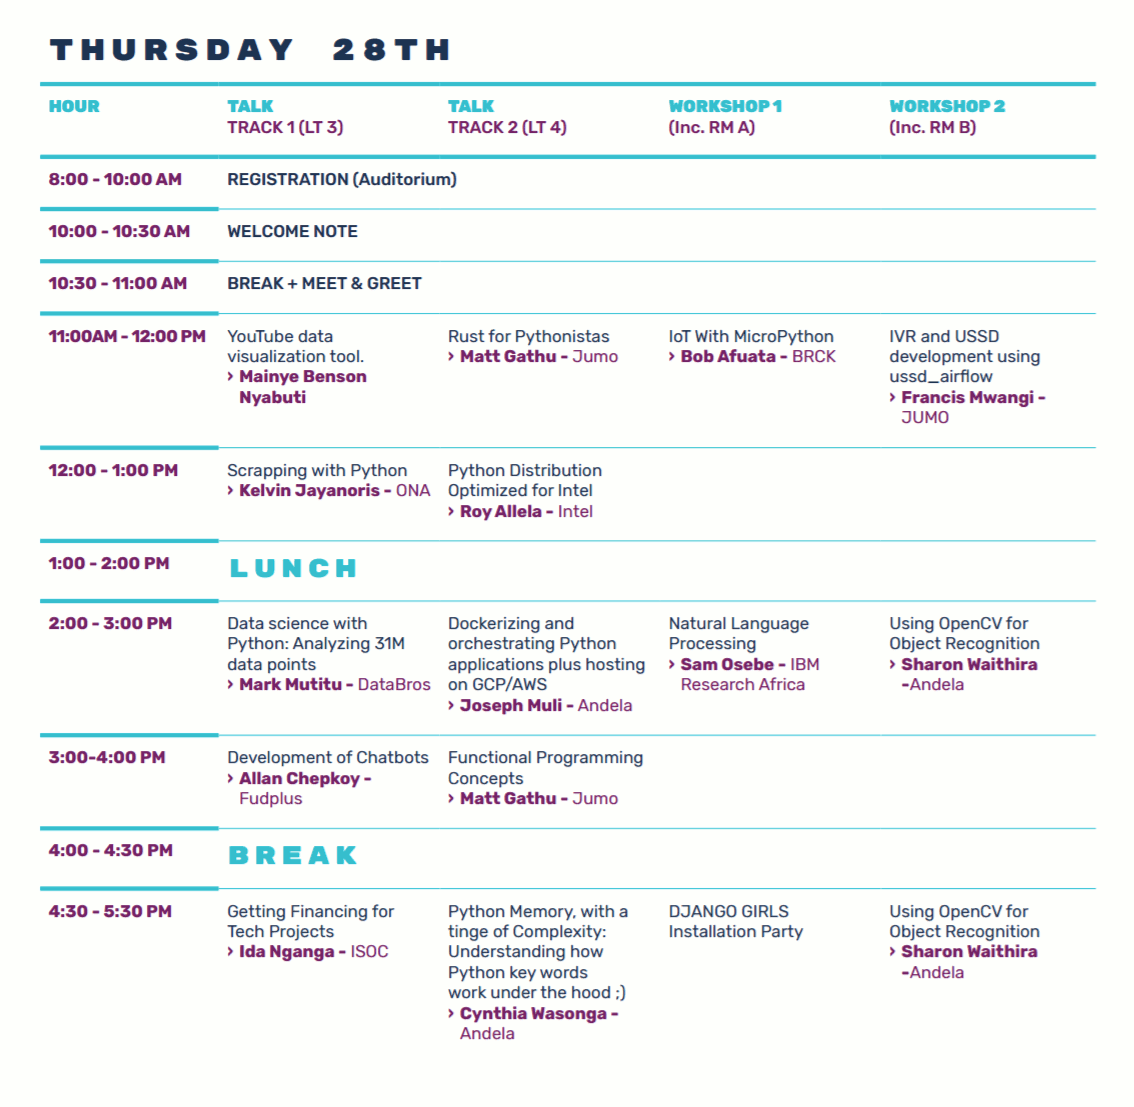 THURSDAY 28TH
HOUR
TALK
TRACK 1 (LT 3)
TALK
TRACK 2 (LT 4)
WORKSHOP 1
(Inc. RM A)
WORKSHOP 2
(Inc. RM B)
8:00 - 10:00 AM
REGISTRATION (Auditorium)
10:00 - 10:30 AM
WELCOME NOTE
10:30 - 11:00 AM
BREAK + MEET & GREET
11:00AM - 12:00 PM
YouTube data
visualization tool.
› Mainye Benson
Nyabuti
Rust for Pythonistas
› Matt Gathu - Jumo
IoT With MicroPython
› Bob Afuata - BRCK
IVR and USSD
development using
ussd_airflow
› Francis Mwangi -
JUMO
12:00 - 1:00 PM
Scrapping with Python
› Kelvin Jayanoris - ONA
Python Distribution
Optimized for Intel
› Roy Allela - Intel
1:00 - 2:00 PM
LUNCH
2:00 - 3:00 PM
Data science with
Python: Analyzing 31M
data points
› Mark Mutitu - DataBros
Dockerizing and
orchestrating Python
applications plus hosting
on GCP/AWS
› Joseph Muli - Andela
Natural Language
Processing
› Sam Osebe - IBM
Research Africa
Using OpenCV for
Object Recognition
› Sharon Waithira
-Andela
3:00-4:00 PM
Development of Chatbots
› Allan Chepkoy -
Fudplus
Functional Programming
Concepts
› Matt Gathu - Jumo
4:00 - 4:30 PM
BREAK
4:30 - 5:30 PM
Getting Financing for
Tech Projects
› Ida Nganga - ISOC
Python Memory, with a
tinge of Complexity:
Understanding how
Python key words
work under the hood ;)
› Cynthia Wasonga -
Andela
DJANGO GIRLS
Installation Party
Using OpenCV for
Object Recognition
› Sharon Waithira
-Andela